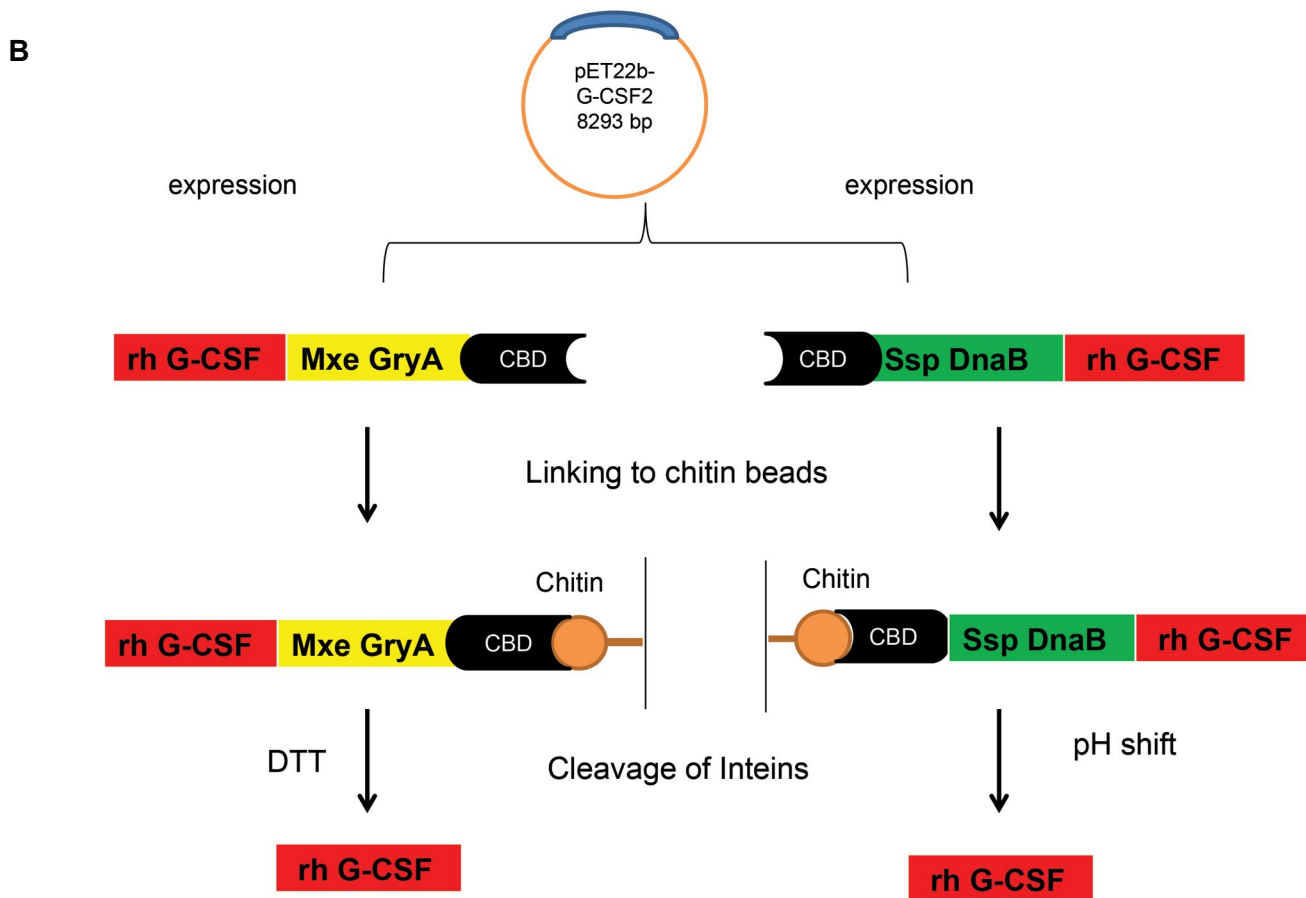 B
pET22b-
G-CSF2
8293 bp
expression
expression
rh G-CSF Mxe GryA CBD
CBD Ssp DnaB rh G-CSF
Linking to chitin beads
Chitin
Chitin
rh G-CSF Mxe GryA CBD
CBD Ssp DnaB rh G-CSF
DTT
Cleavage of Inteins
pH shift
rh G-CSF
rh G-CSF